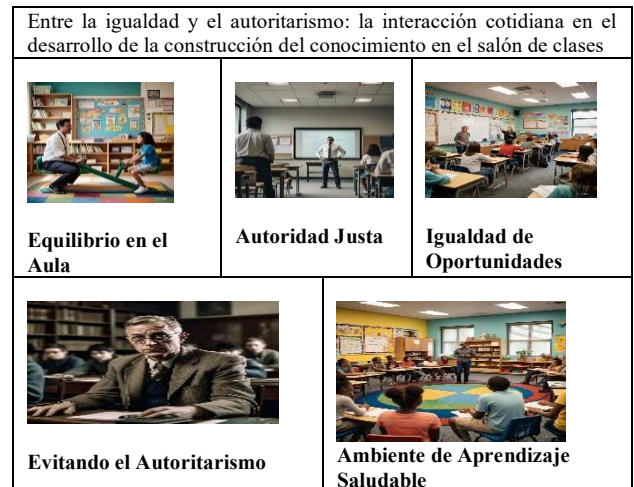 Entre la igualdad y el autoritarismo: la interacción cotidiana en el
desarrollo de la construcción del conocimiento en el salón de clases
Equilibrio en el
Aula
Autoridad Justa
Igualdad de
Oportunidades
Evitando el Autoritarismo
Ambiente de Aprendizaje
Saludable